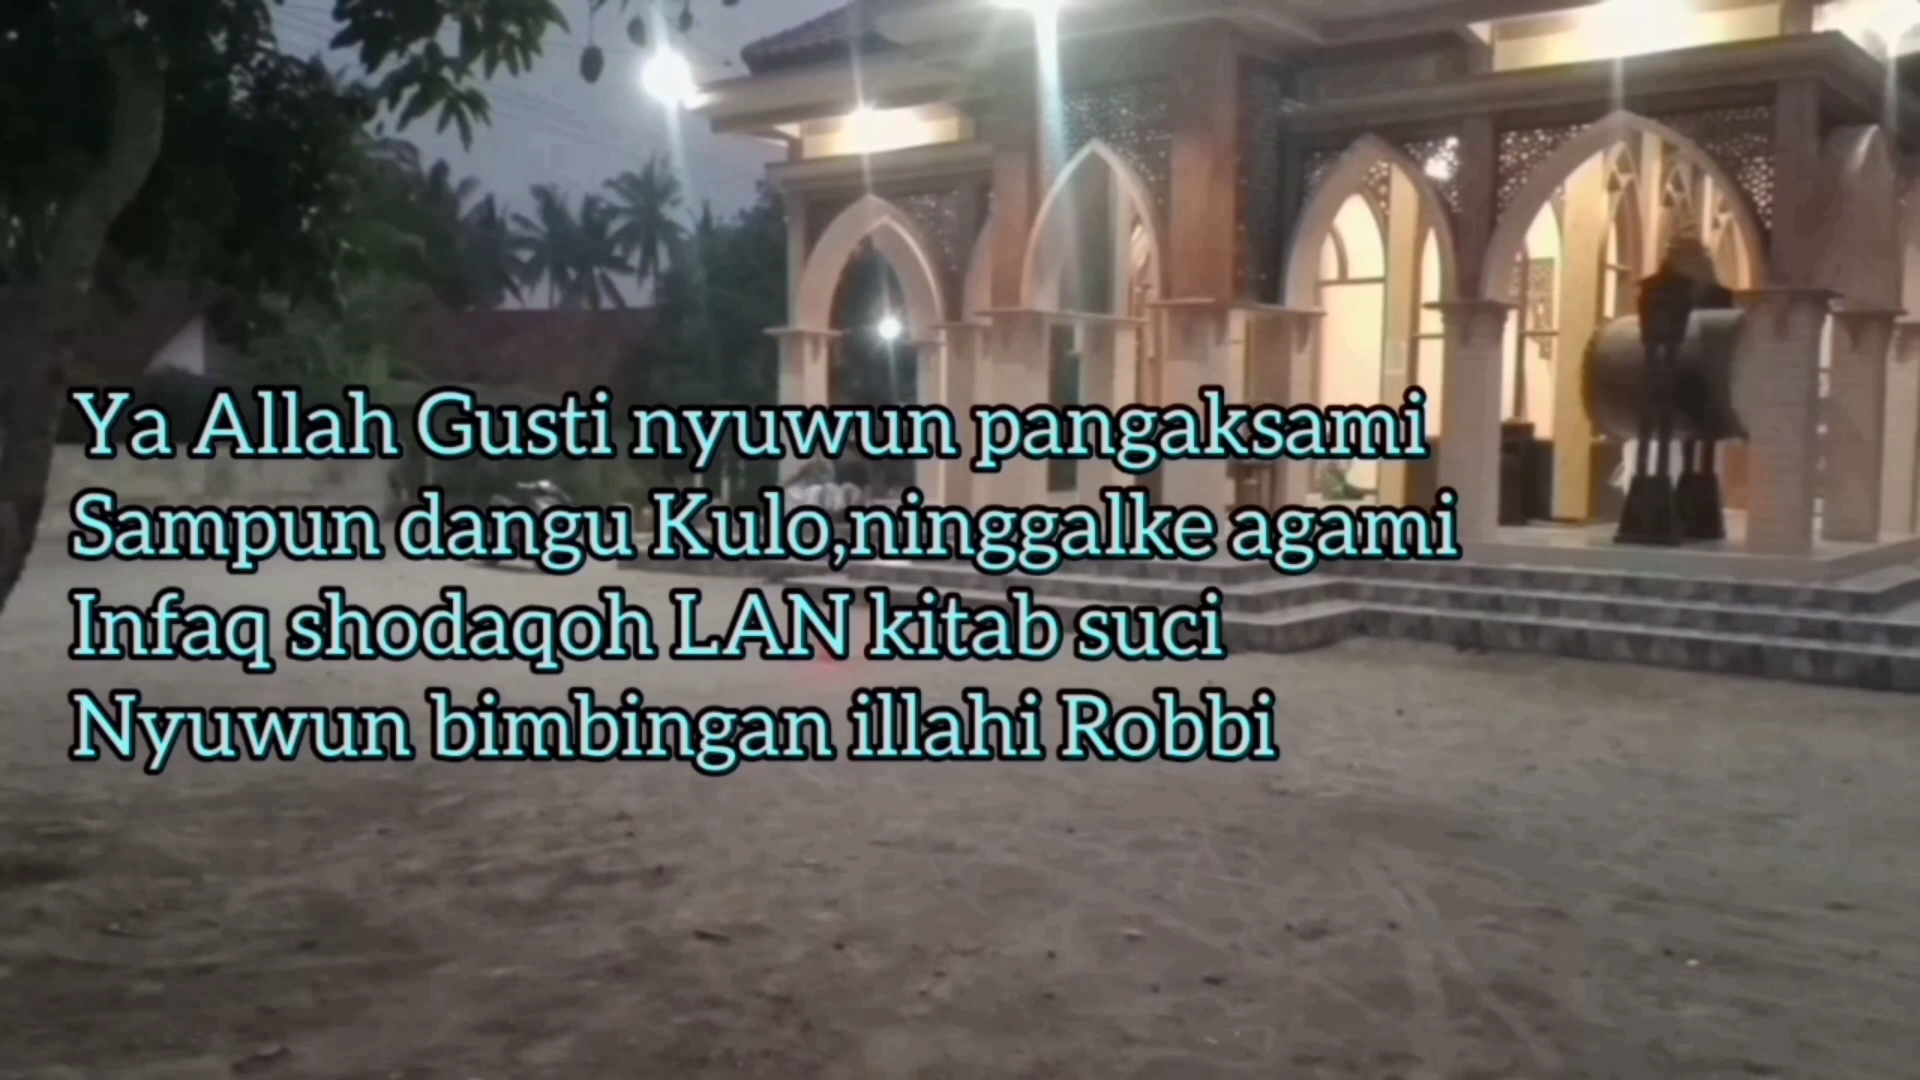 Ya Allah Gusti nyuwun pangaksami
Sampun dangu Kulo,ninggalke agami
Infaq shodaqoh LAN kitab suci
Nyuwun bimbingan illahi Robbi